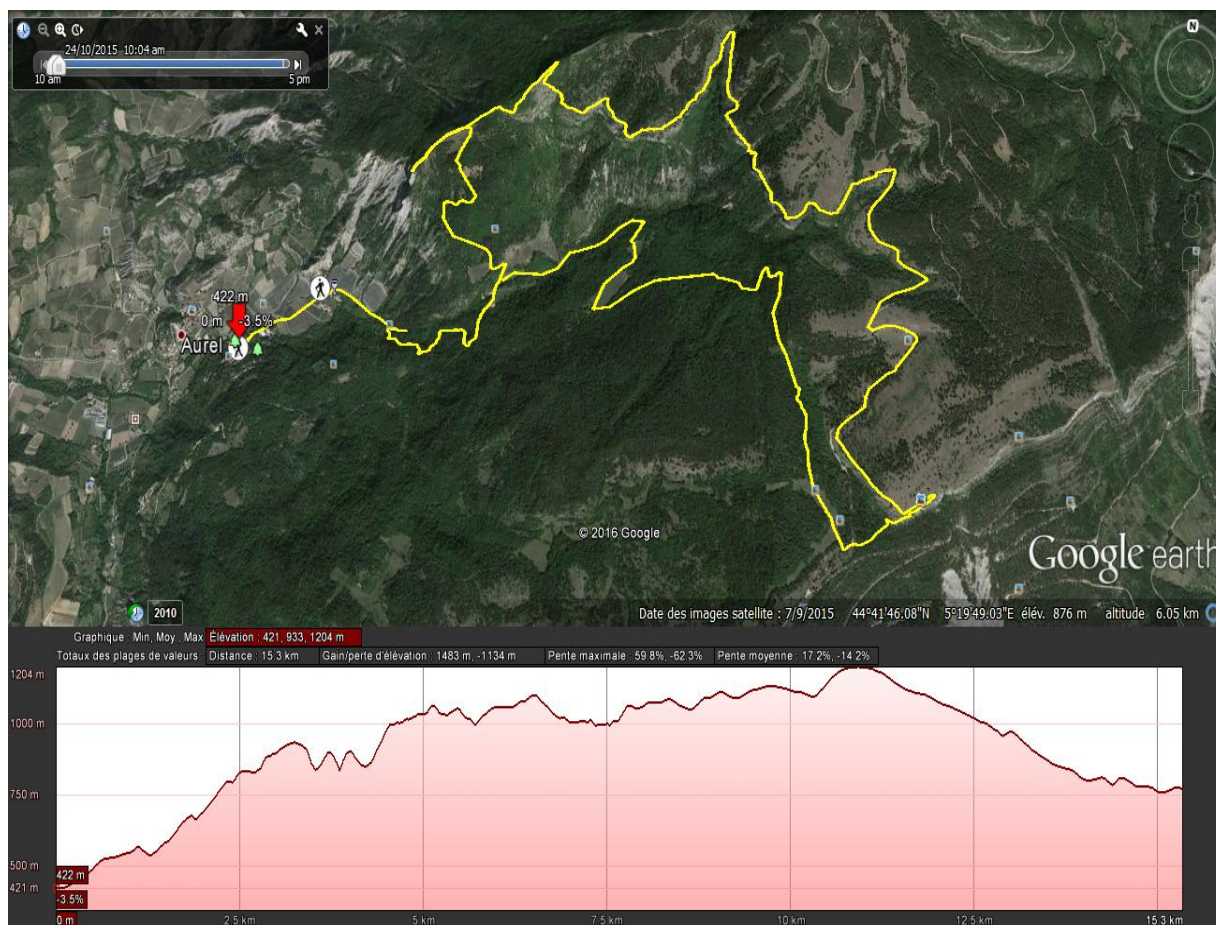 24/10/2015 10:04 am
10 am 5 pm
N
422 m
0 m -3.5%
Aurel
© 2016 Google
Google earth
2010
Date des images satellite : 7/9/2015 44°41'46.08"N 5°19'49.03"E élév. 876 m altitude 6.05 km
Graphique : Min, Moy., Max Élévation : 421, 933, 1204 m
Totaux des plages de valeurs : Distance : 15.3 km Gain/perte d'élévation : 1483 m, -1134 m Pente maximale : 59.8%, -62.3% Pente moyenne : 17.2%, -14.2%
1204 m
1000 m
750 m
500 m
421 m
422 m
-3.5%
0 m 2.5 km 5 km 7.5 km 10 km 12.5 km 15.3 km